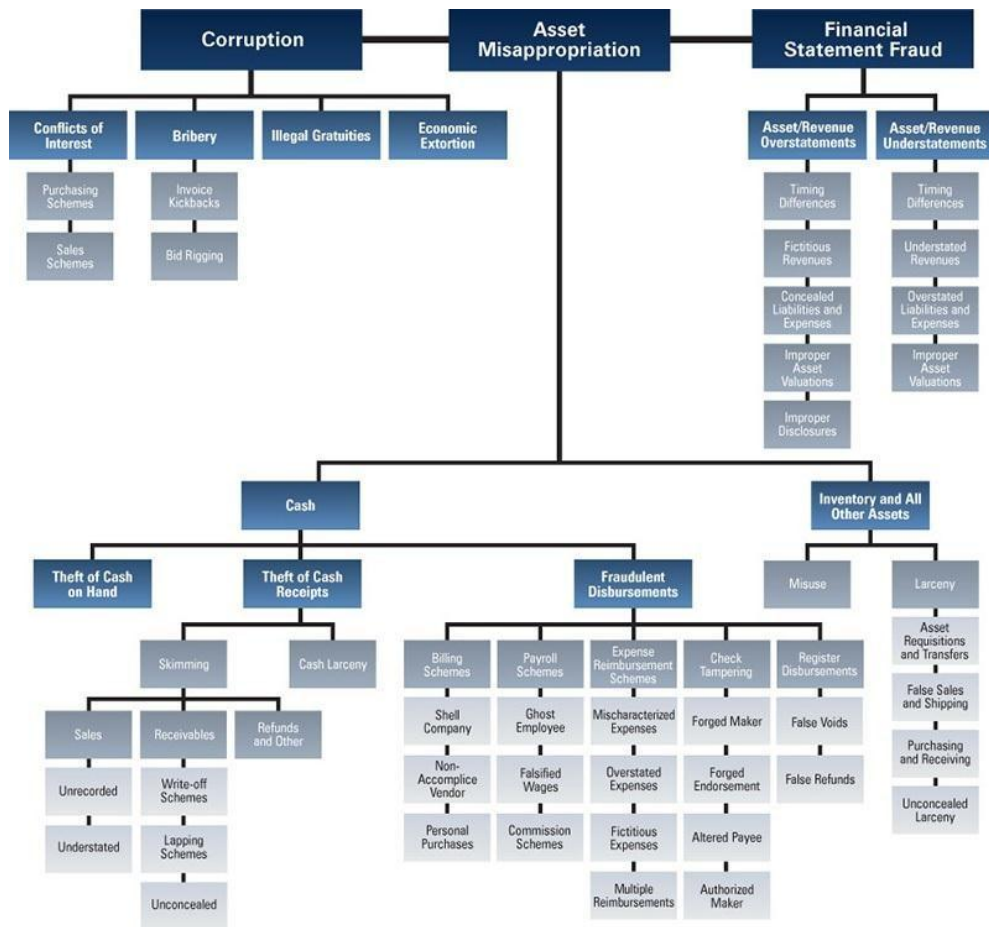 Corruption
Asset
Misappropriation
Financial
Statement Fraud
Conflicts of
Interest
Bribery
Illegal Gratuities
Economic
Extortion
Asset/Revenue
Overstatements
Asset/Revenue
Understatements
Purchasing
Schemes
Sales
Schemes
Invoice
Kickbacks
Bid Rigging
Timing
Differences
Fictitious
Revenues
Concealed
Liabilities and
Expenses
Improper
Asset
Valuations
Improper
Disclosures
Timing
Differences
Understated
Revenues
Overstated
Liabilities and
Expenses
Improper
Asset
Valuations
Cash
Inventory and All
Other Assets
Theft of Cash
on Hand
Theft of Cash
Receipts
Fraudulent
Disbursements
Misuse
Larceny
Skimming
Cash Larceny
Billing
Schemes
Payroll
Schemes
Expense
Reimbursement
Schemes
Check
Tampering
Register
Disbursements
Asset
Requisitions
and Transfers
False Sales
and Shipping
Purchasing
and Receiving
Unconcealed
Larceny
Sales
Receivables
Refunds
and Other
Unrecorded
Understated
Write-off
Schemes
Lapping
Schemes
Unconcealed
Shell
Company
Non-
Accomplice
Vendor
Personal
Purchases
Ghost
Employee
Falsified
Wages
Commission
Schemes
Mischaracterized
Expenses
Overstated
Expenses
Fictitious
Expenses
Multiple
Reimbursements
Forged Maker
Forged
Endorsement
Altered Payee
Authorized
Maker
False Voids
False Refunds